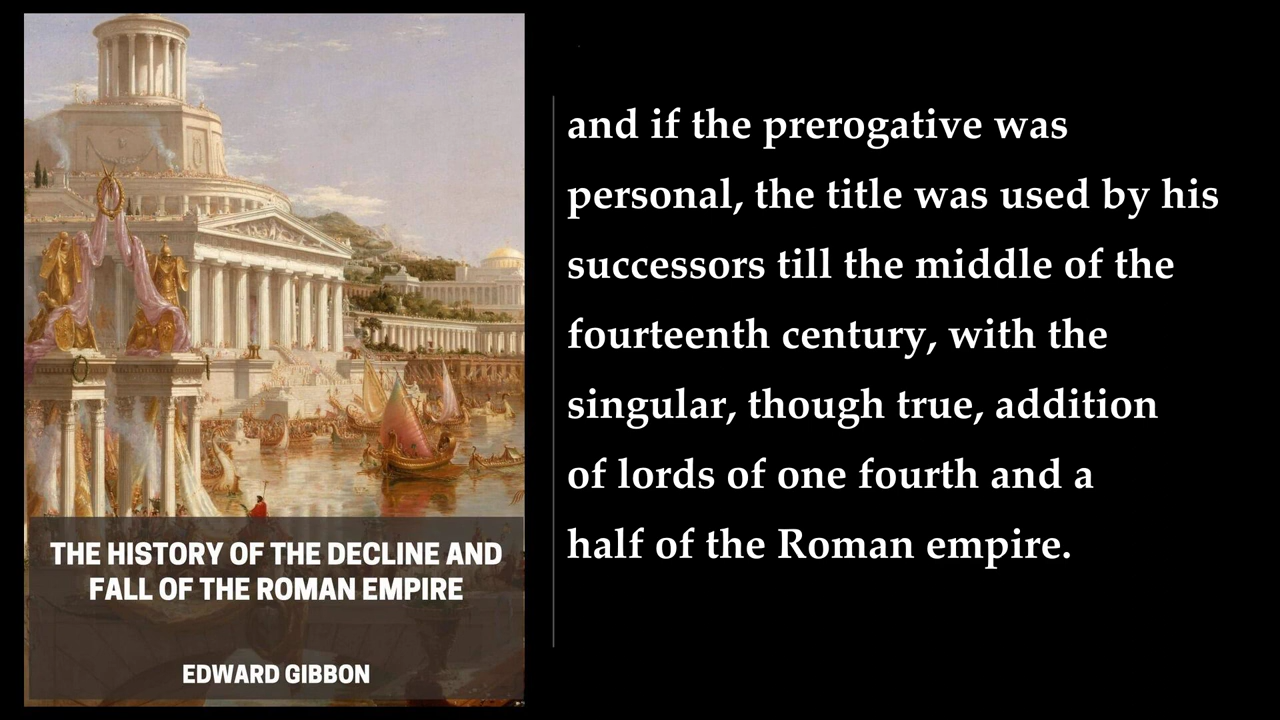 THE HISTORY OF THE DECLINE AND
FALL OF THE ROMAN EMPIRE
EDWARD GIBBON
and if the prerogative was
personal, the title was used by his
successors till the middle of the
fourteenth century, with the
singular, though true, addition
of lords of one fourth and a
half of the Roman empire.